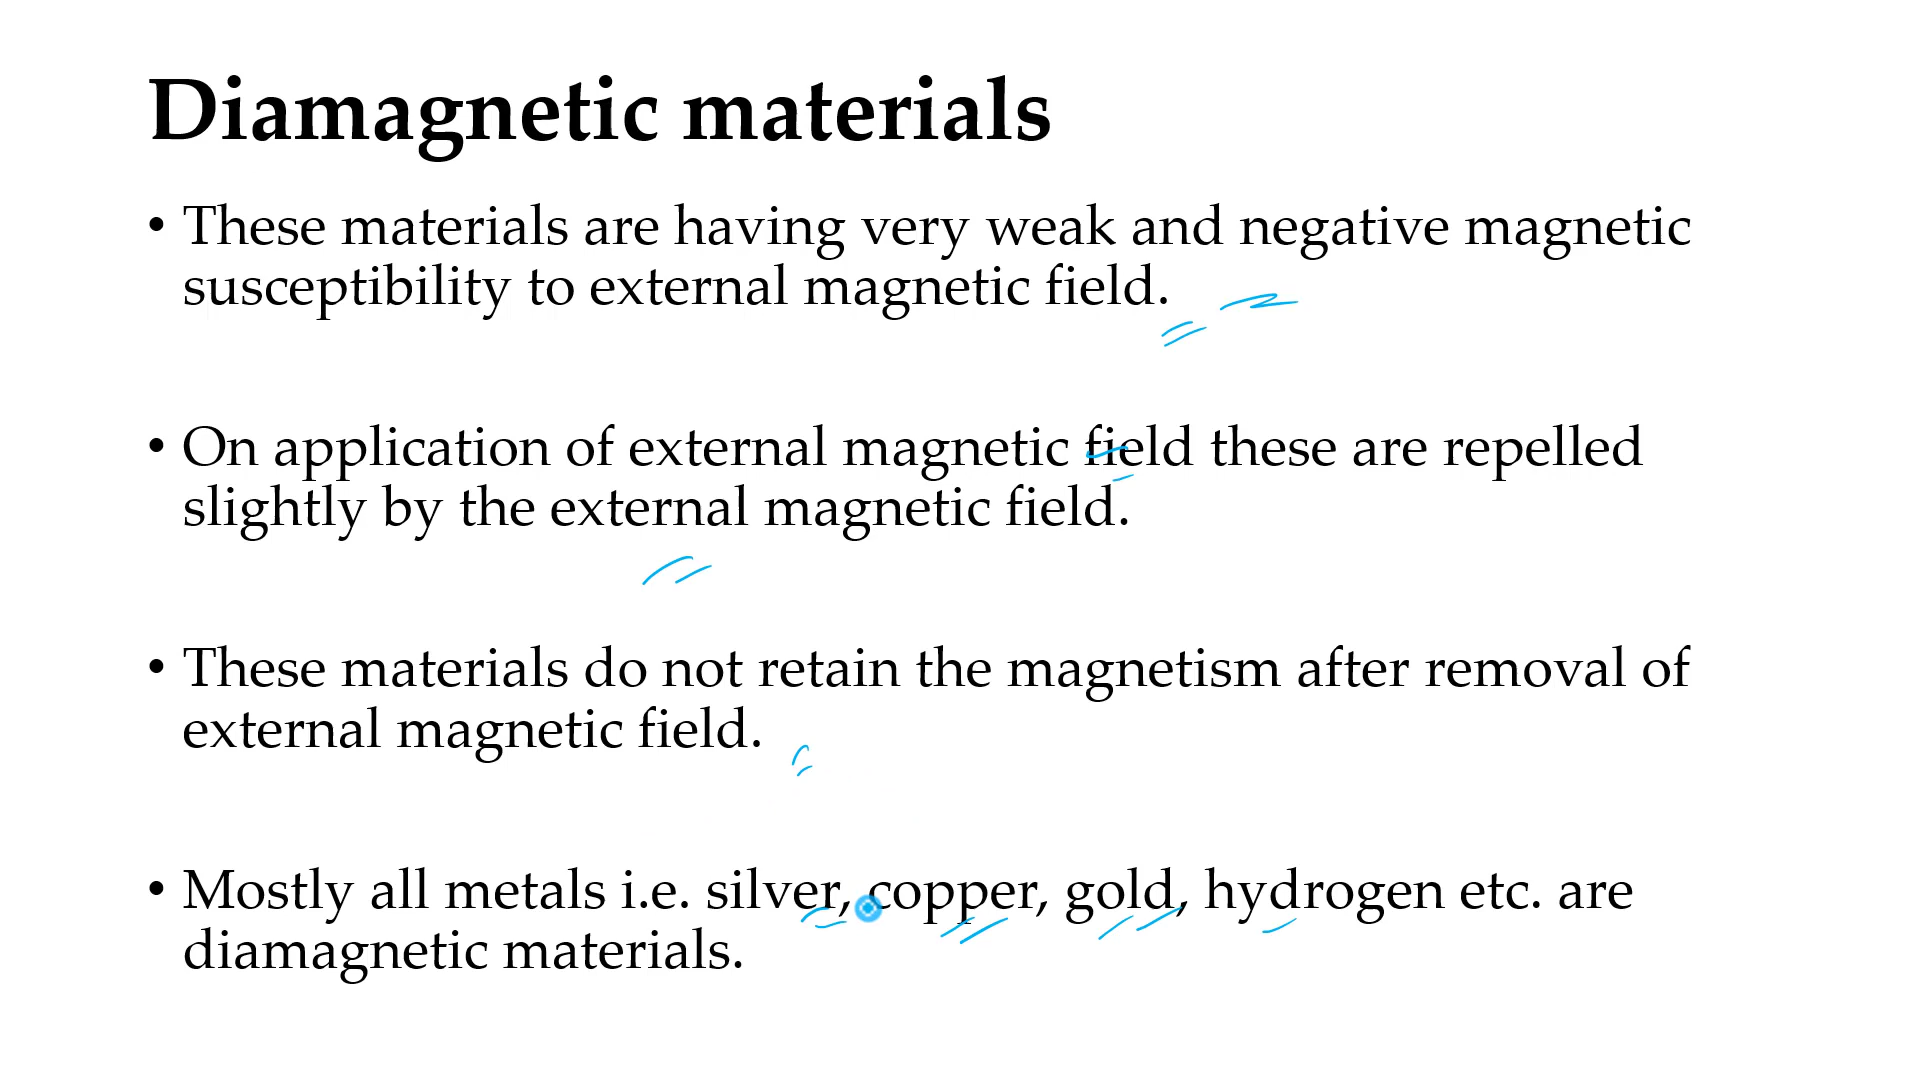 Diamagnetic materials
• These materials are having very weak and negative magnetic
susceptibility to external magnetic field.
• On application of external magnetic field these are repelled
slightly by the external magnetic field.
• These materials do not retain the magnetism after removal of
external magnetic field.
• Mostly all metals i.e. silver, copper, gold, hydrogen etc. are
diamagnetic materials.